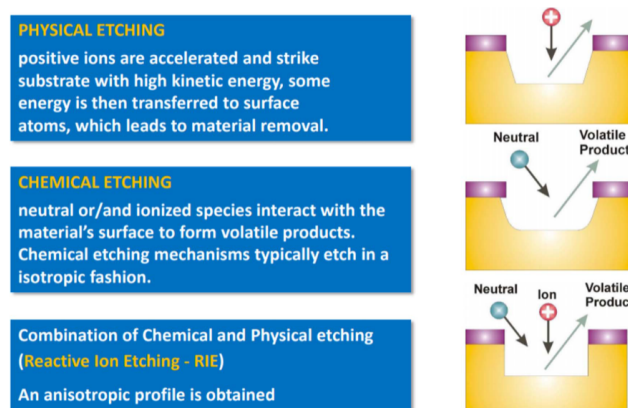 PHYSICAL ETCHING
positive ions are accelerated and strike
substrate with high kinetic energy, some
energy is then transferred to surface
atoms, which leads to material removal.
CHEMICAL ETCHING
neutral or/and ionized species interact with the
material's surface to form volatile products.
Chemical etching mechanisms typically etch in a
isotropic fashion.
Combination of Chemical and Physical etching
(Reactive Ion Etching - RIE)
An anisotropic profile is obtained
+
Neutral
Volatile
Product
Neutral
Ion
Volatile
Product
+